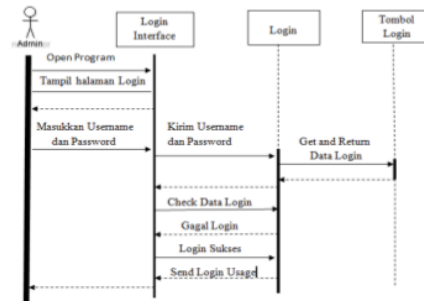 Login
Interface
Login
Tombol
Login
Admin
Open Program
Tampil halaman Login
Masukkan Username
dan Password
Kirim Username
dan Password
Get and Return
Data Login
Check Data Login
Gagal Login
Login Sukses
Send Login Usage